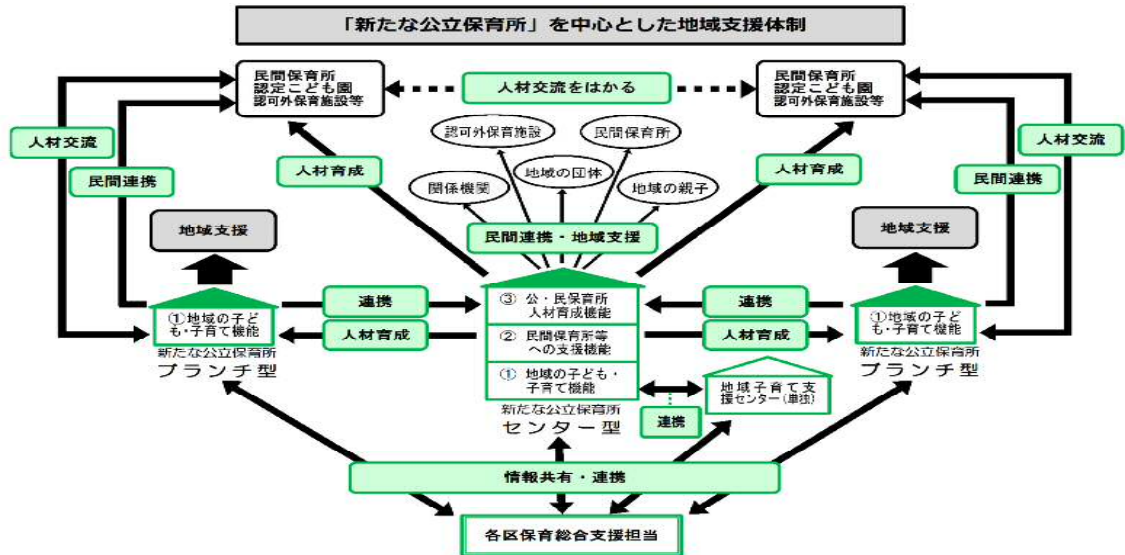 「新たな公立保育所」を中心とした地域支援体制
民間保育所
認定こども園
認可外保育施設等
人材交流をはかる
民間保育所
認定こども園
認可外保育施設等
人材交流
民間連携
人材育成
認可外保育施設
民間保育所
関係機関
地域の団体
地域の親子
人材育成
人材交流
民間連携
民間連携・地域支援
地域支援
地域支援
①地域の子ど
も・子育て機能
新たな公立保育所
ブランチ型
連携
人材育成
③ 公・民保育所
人材育成機能
② 民間保育所等
への支援機能
① 地域の子ども・
子育て機能
新たな公立保育所
センター型
連携
人材育成
①地域の子ど
も・子育て機能
新たな公立保育所
ブランチ型
地域子育て支
援センター(単独)
連携
情報共有・連携
各区保育総合支援担当